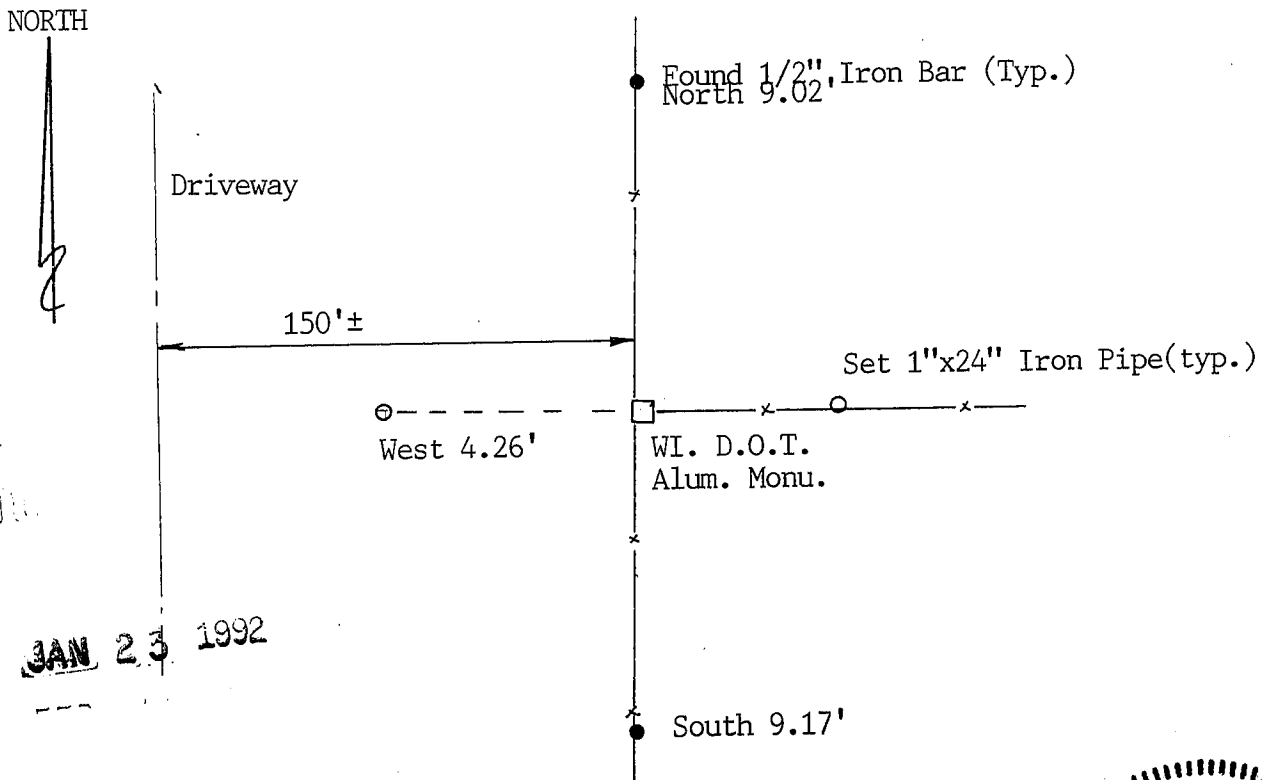 NORTH
Found 1/2" Iron Bar (Typ.)
North 9.02'
Driveway
150'±
Set 1"x24" Iron Pipe(typ.)
West 4.26'
WI. D.O.T.
Alum. Monu.
JAN 23 1992
South 9.17'